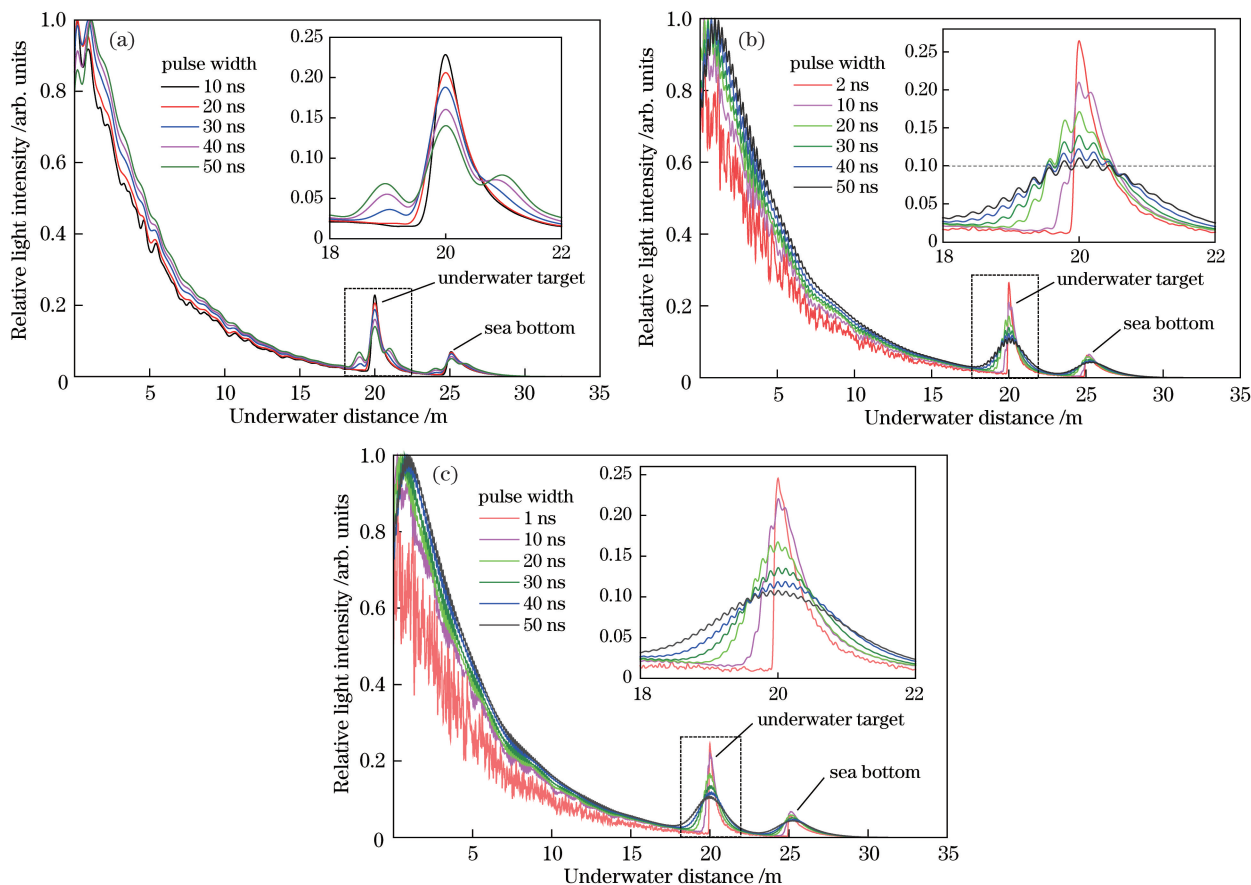 (a)
pulse width
10 ns
20 ns
30 ns
40 ns
50 ns
Relative light intensity /arb. units
1.0
0.8
0.6
0.4
0.2
0
5
10
15
20
25
30
35
Underwater distance /m
0.25
0.20
0.15
0.10
0.05
0
18
20
22
underwater target
sea bottom
(b)
pulse width
2 ns
10 ns
20 ns
30 ns
40 ns
50 ns
Relative light intensity /arb. units
1.0
0.8
0.6
0.4
0.2
0
5
10
15
20
25
30
35
Underwater distance /m
0.25
0.20
0.15
0.10
0.05
0
18
20
22
underwater target
sea bottom
(c)
pulse width
1 ns
10 ns
20 ns
30 ns
40 ns
50 ns
Relative light intensity /arb. units
1.0
0.8
0.6
0.4
0.2
0
5
10
15
20
25
30
35
Underwater distance /m
0.25
0.20
0.15
0.10
0.05
0
18
20
22
underwater target
sea bottom